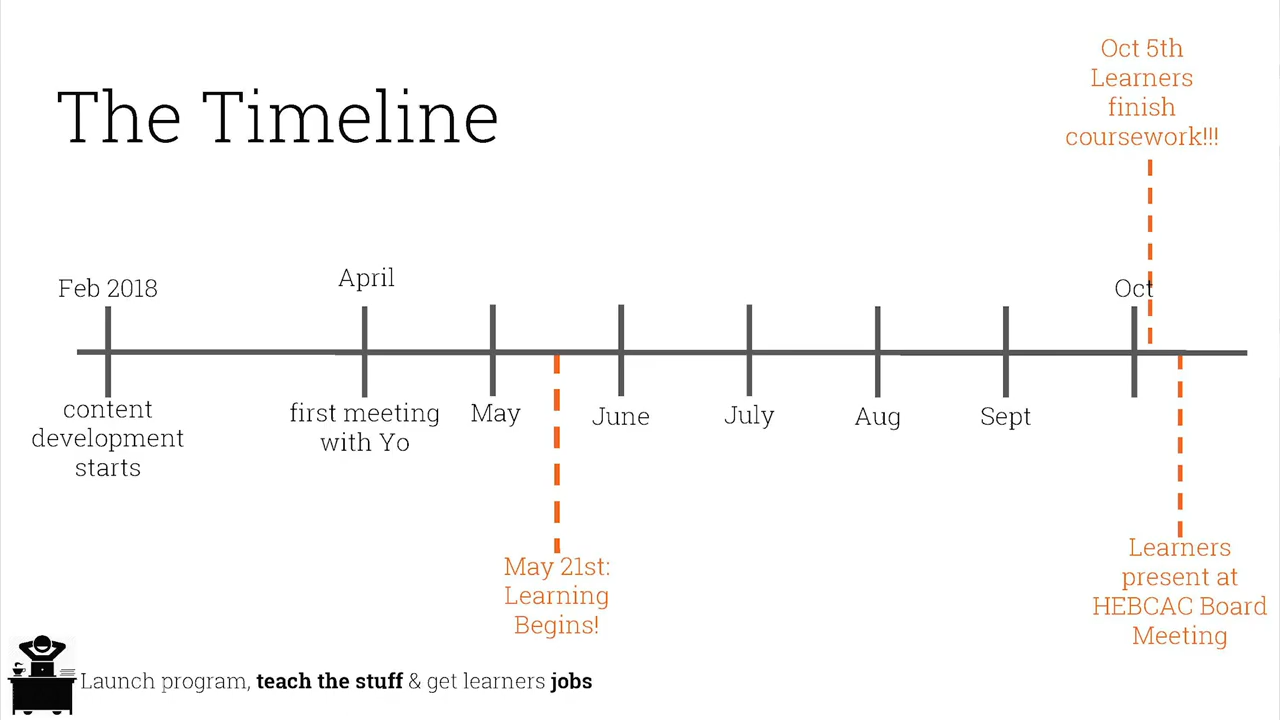 Oct 5th
Learners
finish
coursework!!!
The Timeline
Feb 2018
April
Oct
content
development
starts
first meeting
with Yo
May
June
July
Aug
Sept
May 21st:
Learning
Begins!
Learners
present at
HEBCAC Board
Meeting
Launch program, teach the stuff & get learners jobs